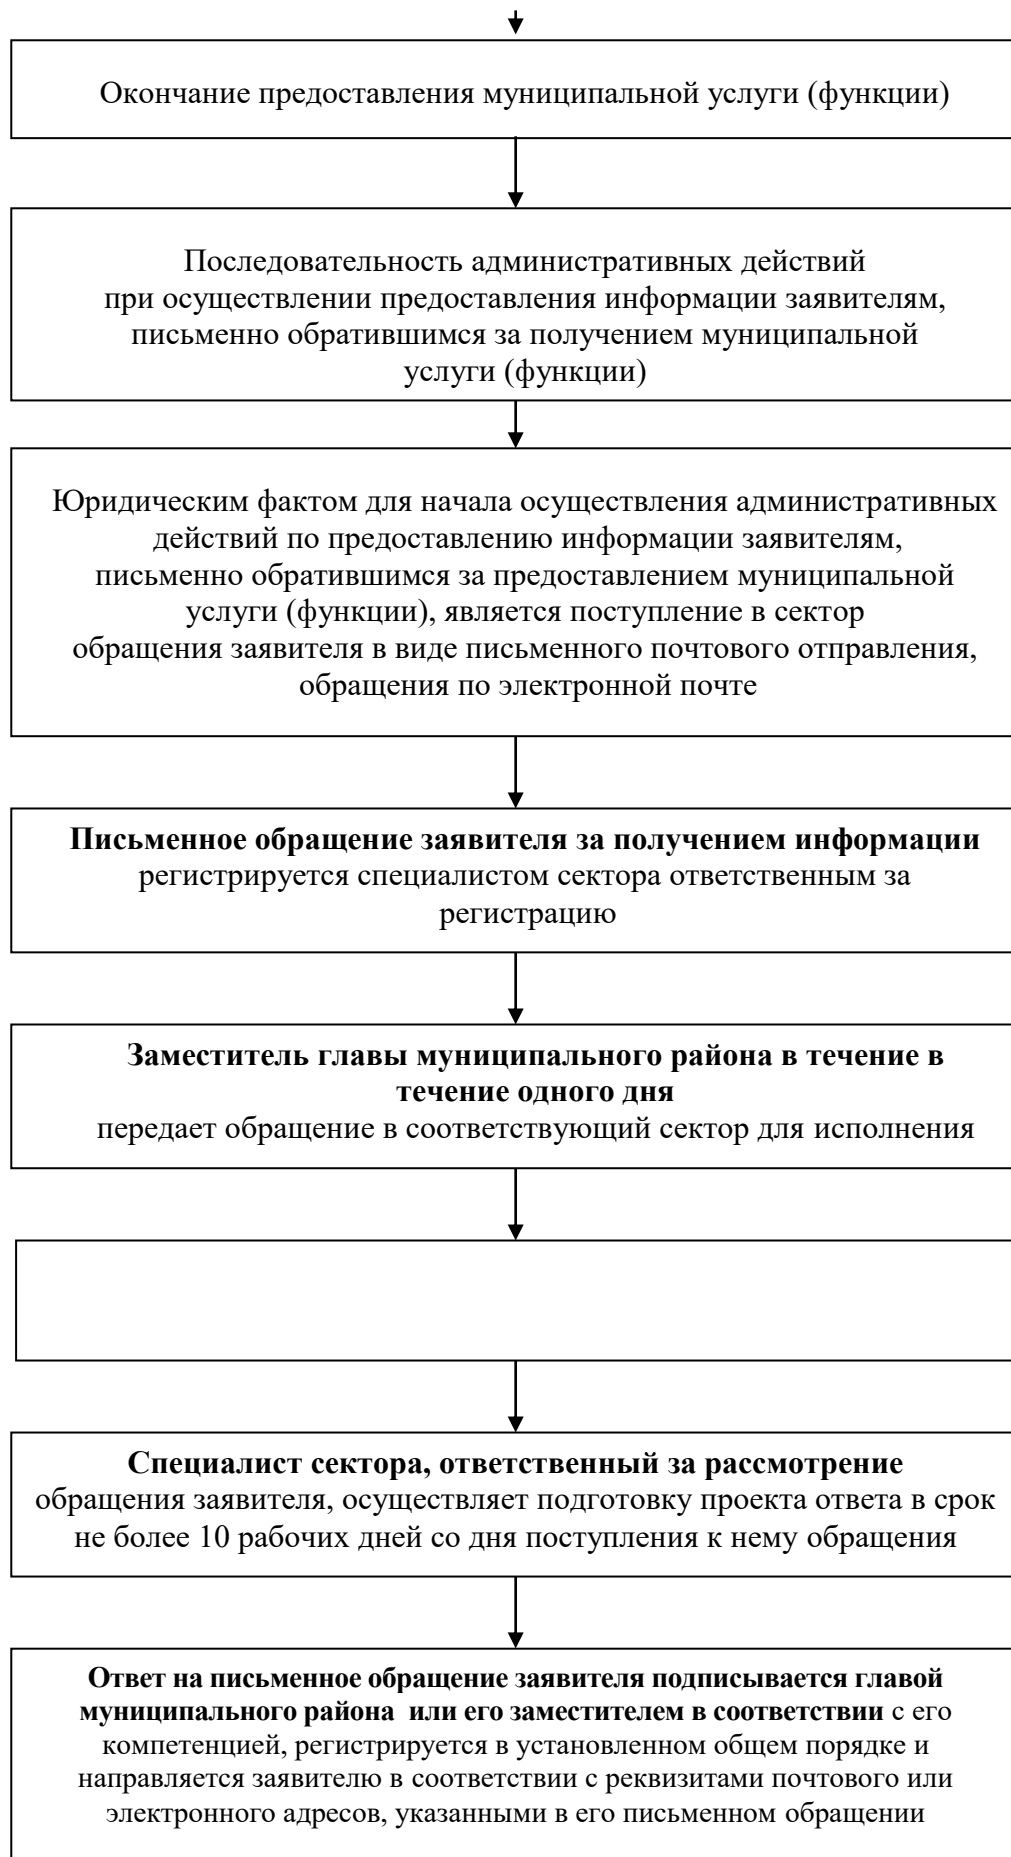 Окончание предоставления муниципальной услуги (функции)
Последовательность административных действий
при осуществлении предоставления информации заявителям,
письменно обратившимся за получением муниципальной
услуги (функции)
Юридическим фактом для начала осуществления административных
действий по предоставлению информации заявителям,
письменно обратившимся за предоставлением муниципальной
услуги (функции), является поступление в сектор
обращения заявителя в виде письменного почтового отправления,
обращения по электронной почте
Письменное обращение заявителя за получением информации
регистрируется специалистом сектора ответственным за
регистрацию
Заместитель главы муниципального района в течение в
течение одного дня
передает обращение в соответствующий сектор для исполнения
Специалист сектора, ответственный за рассмотрение
обращения заявителя, осуществляет подготовку проекта ответа в срок
не более 10 рабочих дней со дня поступления к нему обращения
Ответ на письменное обращение заявителя подписывается главой
муниципального района  или его заместителем в соответствии с его
компетенцией, регистрируется в установленном общем порядке и
направляется заявителю в соответствии с реквизитами почтового или
электронного адресов, указанными в его письменном обращении